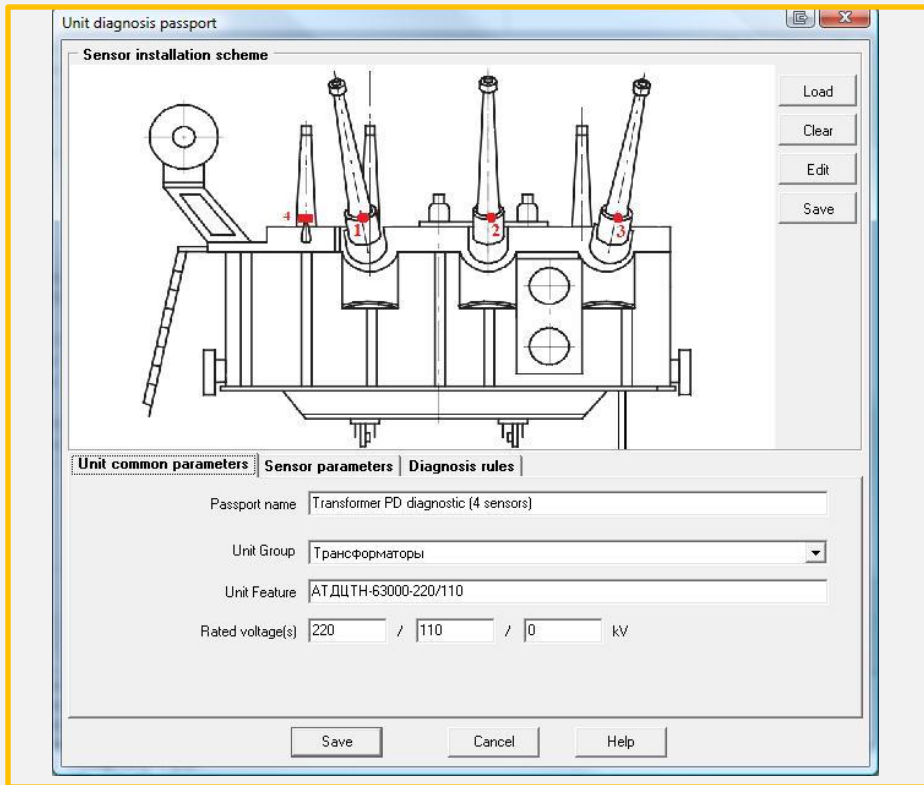 Unit diagnosis passport
Sensor installation scheme
Load
Clear
Edit
Save
4
1
2
3
Unit common parameters Sensor parameters Diagnosis rules
Passport name Transformer PD diagnostic (4 sensors)
Unit Group Трансформаторы
Unit Feature АТДЦТН-63000-220/110
Rated voltage(s) 220 / 110 / 0 kV
Save Cancel Help